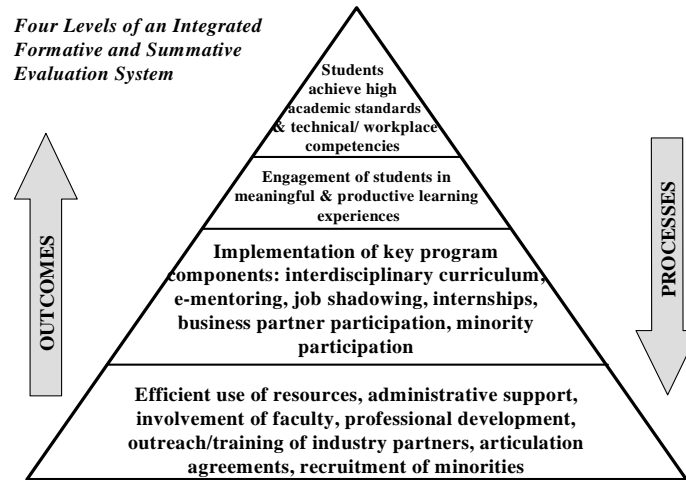 Four Levels of an Integrated
Formative and Summative
Evaluation System
Students
achieve high
academic standards
& technical/ workplace
competencies
Engagement of students in
meaningful & productive learning
experiences
Implementation of key program
components: interdisciplinary curriculum,
e-mentoring, job shadowing, internships,
business partner participation, minority
participation
Efficient use of resources, administrative support,
involvement of faculty, professional development,
outreach/training of industry partners, articulation
agreements, recruitment of minorities
OUTCOMES
PROCESSES